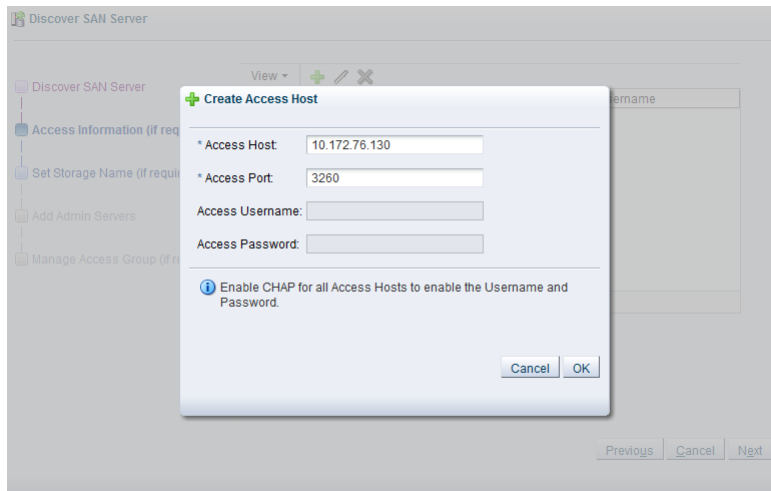 Discover SAN Server
View
Discover SAN Server
Access Information (if req
Set Storage Name (if requi
Add Admin Servers
Manage Access Group (if re
ername
Create Access Host
* Access Host: 10.172.76.130
* Access Port: 3260
Access Username:
Access Password:
Enable CHAP for all Access Hosts to enable the Username and
Password.
Cancel OK
Previous Cancel Next